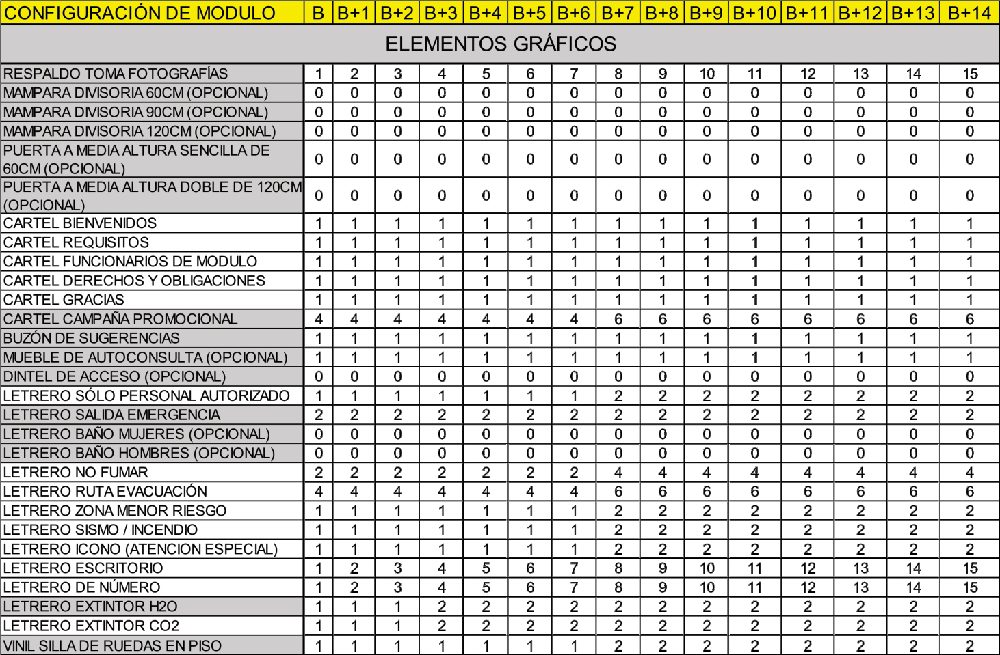 CONFIGURACIÓN DE MODULO B B+1 B+2 B+3 B+4 B+5 B+6 B+7 B+8 B+9 B+10 B+11 B+12 B+13 B+14
ELEMENTOS GRÁFICOS
RESPALDO TOMA FOTOGRAFÍAS 1 2 3 4 5 6 7 8 9 10 11 12 13 14 15
MAMPARA DIVISORIA 60CM (OPCIONAL) 0 0 0 0 0 0 0 0 0 0 0 0 0 0 0
MAMPARA DIVISORIA 90CM (OPCIONAL) 0 0 0 0 0 0 0 0 0 0 0 0 0 0 0
MAMPARA DIVISORIA 120CM (OPCIONAL) 0 0 0 0 0 0 0 0 0 0 0 0 0 0 0
PUERTA A MEDIA ALTURA SENCILLA DE
60CM (OPCIONAL) 0 0 0 0 0 0 0 0 0 0 0 0 0 0 0
PUERTA A MEDIA ALTURA DOBLE DE 120CM
(OPCIONAL) 0 0 0 0 0 0 0 0 0 0 0 0 0 0 0
CARTEL BIENVENIDOS 1 1 1 1 1 1 1 1 1 1 1 1 1 1 1
CARTEL REQUISITOS 1 1 1 1 1 1 1 1 1 1 1 1 1 1 1
CARTEL FUNCIONARIOS DE MODULO 1 1 1 1 1 1 1 1 1 1 1 1 1 1 1
CARTEL DERECHOS Y OBLIGACIONES 1 1 1 1 1 1 1 1 1 1 1 1 1 1 1
CARTEL GRACIAS 1 1 1 1 1 1 1 1 1 1 1 1 1 1 1
CARTEL CAMPAÑA PROMOCIONAL 4 4 4 4 4 4 4 6 6 6 6 6 6 6 6
BUZÓN DE SUGERENCIAS 1 1 1 1 1 1 1 1 1 1 1 1 1 1 1
MUEBLE DE AUTOCONSULTA (OPCIONAL) 1 1 1 1 1 1 1 1 1 1 1 1 1 1 1
DINTEL DE ACCESO (OPCIONAL) 0 0 0 0 0 0 0 0 0 0 0 0 0 0 0
LETRERO SÓLO PERSONAL AUTORIZADO 1 1 1 1 1 1 1 2 2 2 2 2 2 2 2
LETRERO SALIDA EMERGENCIA 2 2 2 2 2 2 2 2 2 2 2 2 2 2 2
LETRERO BAÑO MUJERES (OPCIONAL) 0 0 0 0 0 0 0 0 0 0 0 0 0 0 0
LETRERO BAÑO HOMBRES (OPCIONAL) 0 0 0 0 0 0 0 0 0 0 0 0 0 0 0
LETRERO NO FUMAR 2 2 2 2 2 2 2 4 4 4 4 4 4 4 4
LETRERO RUTA EVACUACIÓN 4 4 4 4 4 4 4 6 6 6 6 6 6 6 6
LETRERO ZONA MENOR RIESGO 1 1 1 1 1 1 1 2 2 2 2 2 2 2 2
LETRERO SISMO / INCENDIO 1 1 1 1 1 1 1 2 2 2 2 2 2 2 2
LETRERO ICONO (ATENCION ESPECIAL) 1 1 1 1 1 1 1 2 2 2 2 2 2 2 2
LETRERO ESCRITORIO 1 2 3 4 5 6 7 8 9 10 11 12 13 14 15
LETRERO DE NÚMERO 1 2 3 4 5 6 7 8 9 10 11 12 13 14 15
LETRERO EXTINTOR H2O 1 1 1 2 2 2 2 2 2 2 2 2 2 2 2
LETRERO EXTINTOR CO2 1 1 1 2 2 2 2 2 2 2 2 2 2 2 2
VINIL SILLA DE RUEDAS EN PISO 1 1 1 1 1 1 1 2 2 2 2 2 2 2 2